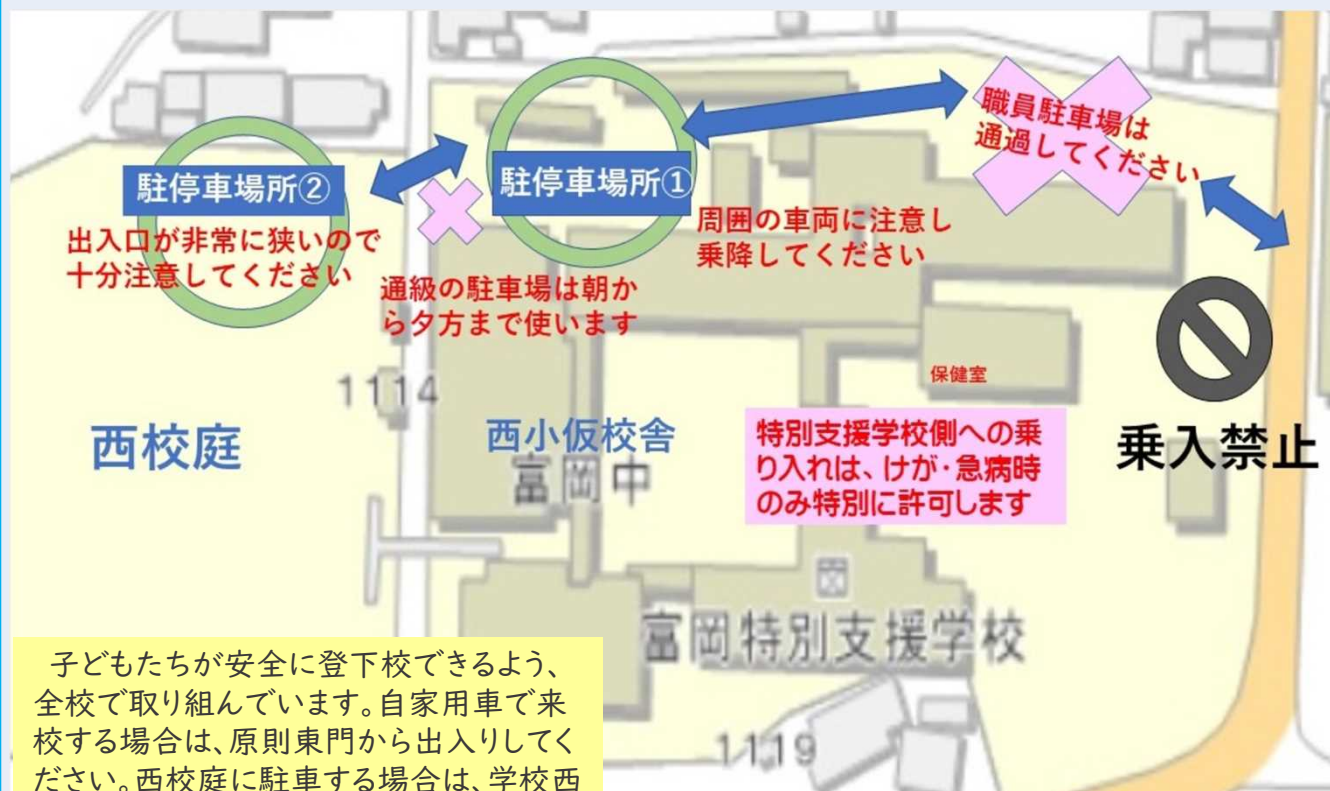 職員駐車場は
通過してください
駐停車場所②
駐停車場所①
出入口が非常に狭いので
十分注意してください
周囲の車両に注意し
乗降してください
通級の駐車場は朝か
ら夕方まで使います
保健室
1114
西校庭
西小仮校舎
富岡中
特別支援学校側への乗
り入れは、けが・急病時
のみ特別に許可します
乗入禁止
富岡特別支援学校
1119
子どもたちが安全に登下校できるよう、
全校で取り組んでいます。自家用車で来
校する場合は、原則東門から出入りしてく
ださい。西校庭に駐車する場合は、学校西